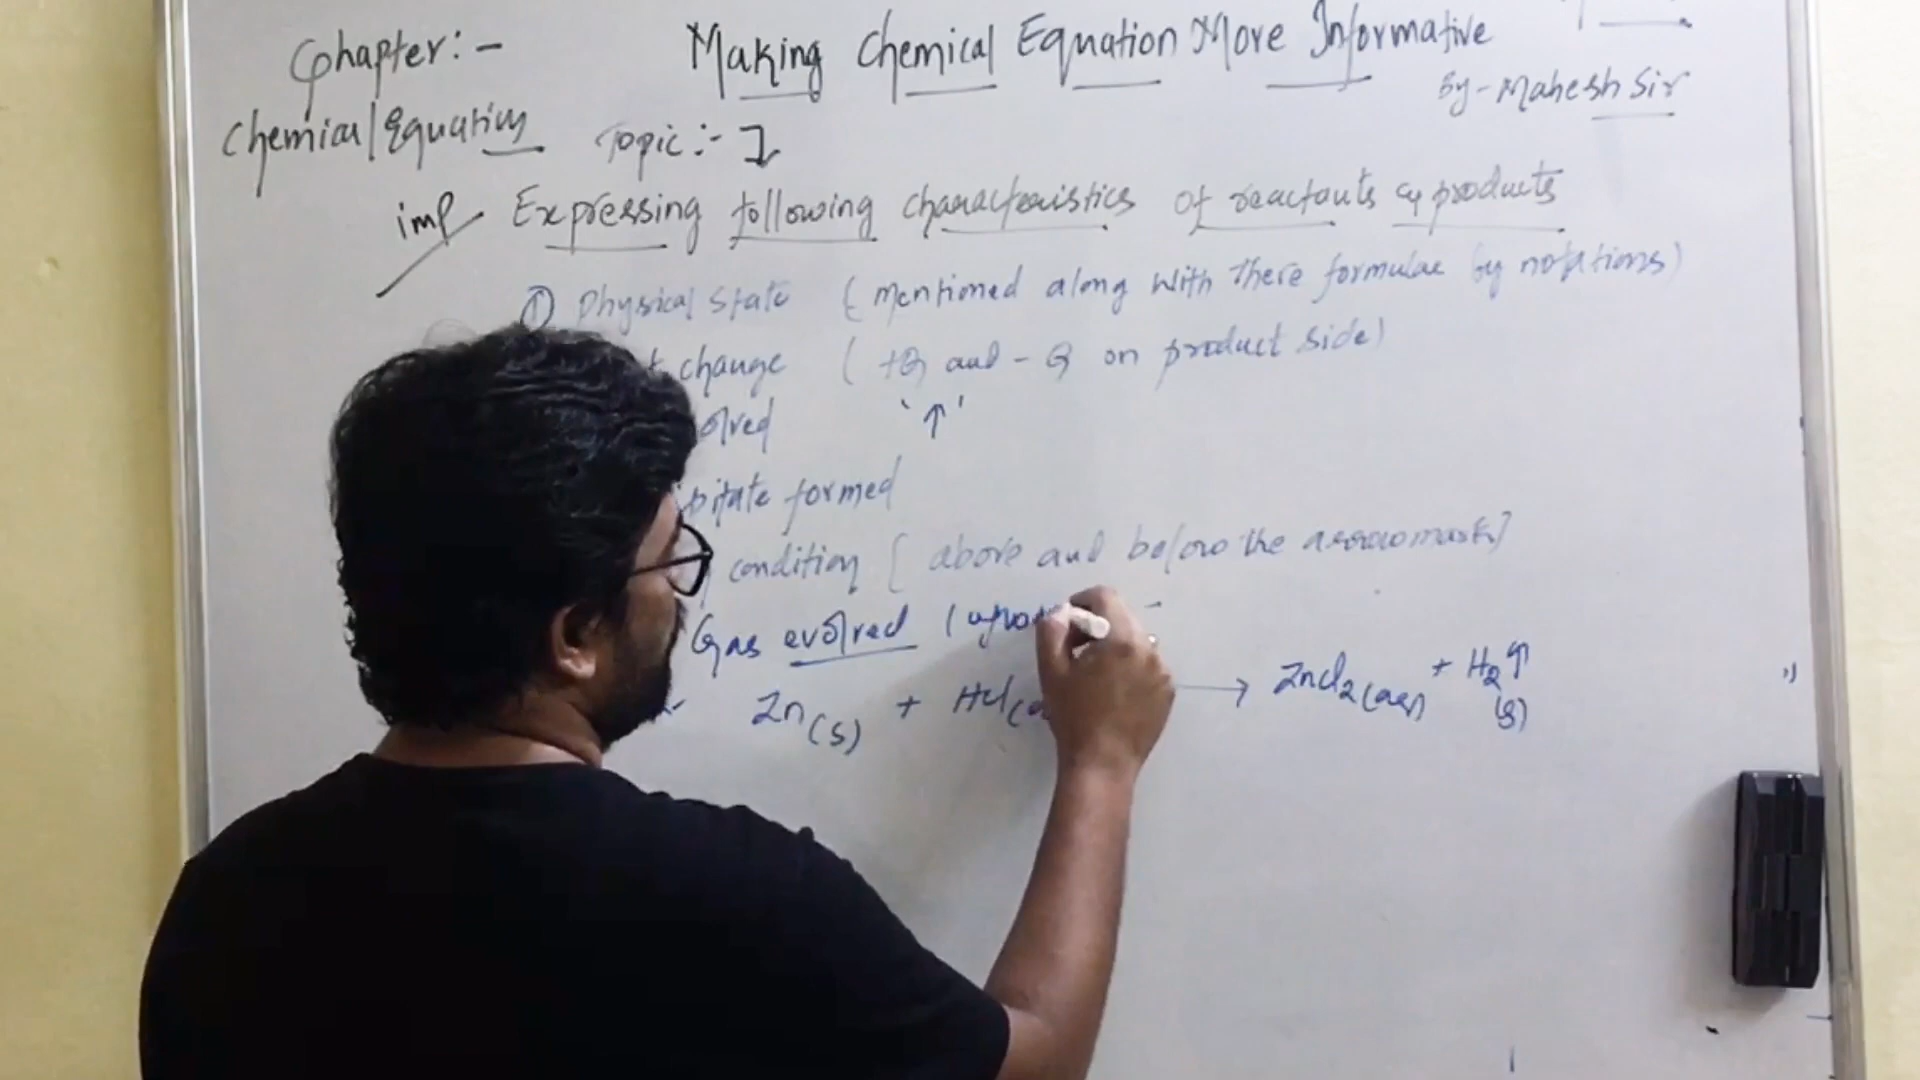 Chapter:-
Making Chemical Equation More Informative
By-Mahesh Sir
Chemical Equation
Topic:- I
imp Expressing following characteristics of reactants & products
① Physical state ( mentioned along with there formulae by notations)
change ( +Q and - Q on product side)
olved '↑'
pitate formed
condition [ above and below the arrow mark]
Gas evolved (
Zn(s) + Hcl → Zncl2(aq) + H2↑(g)